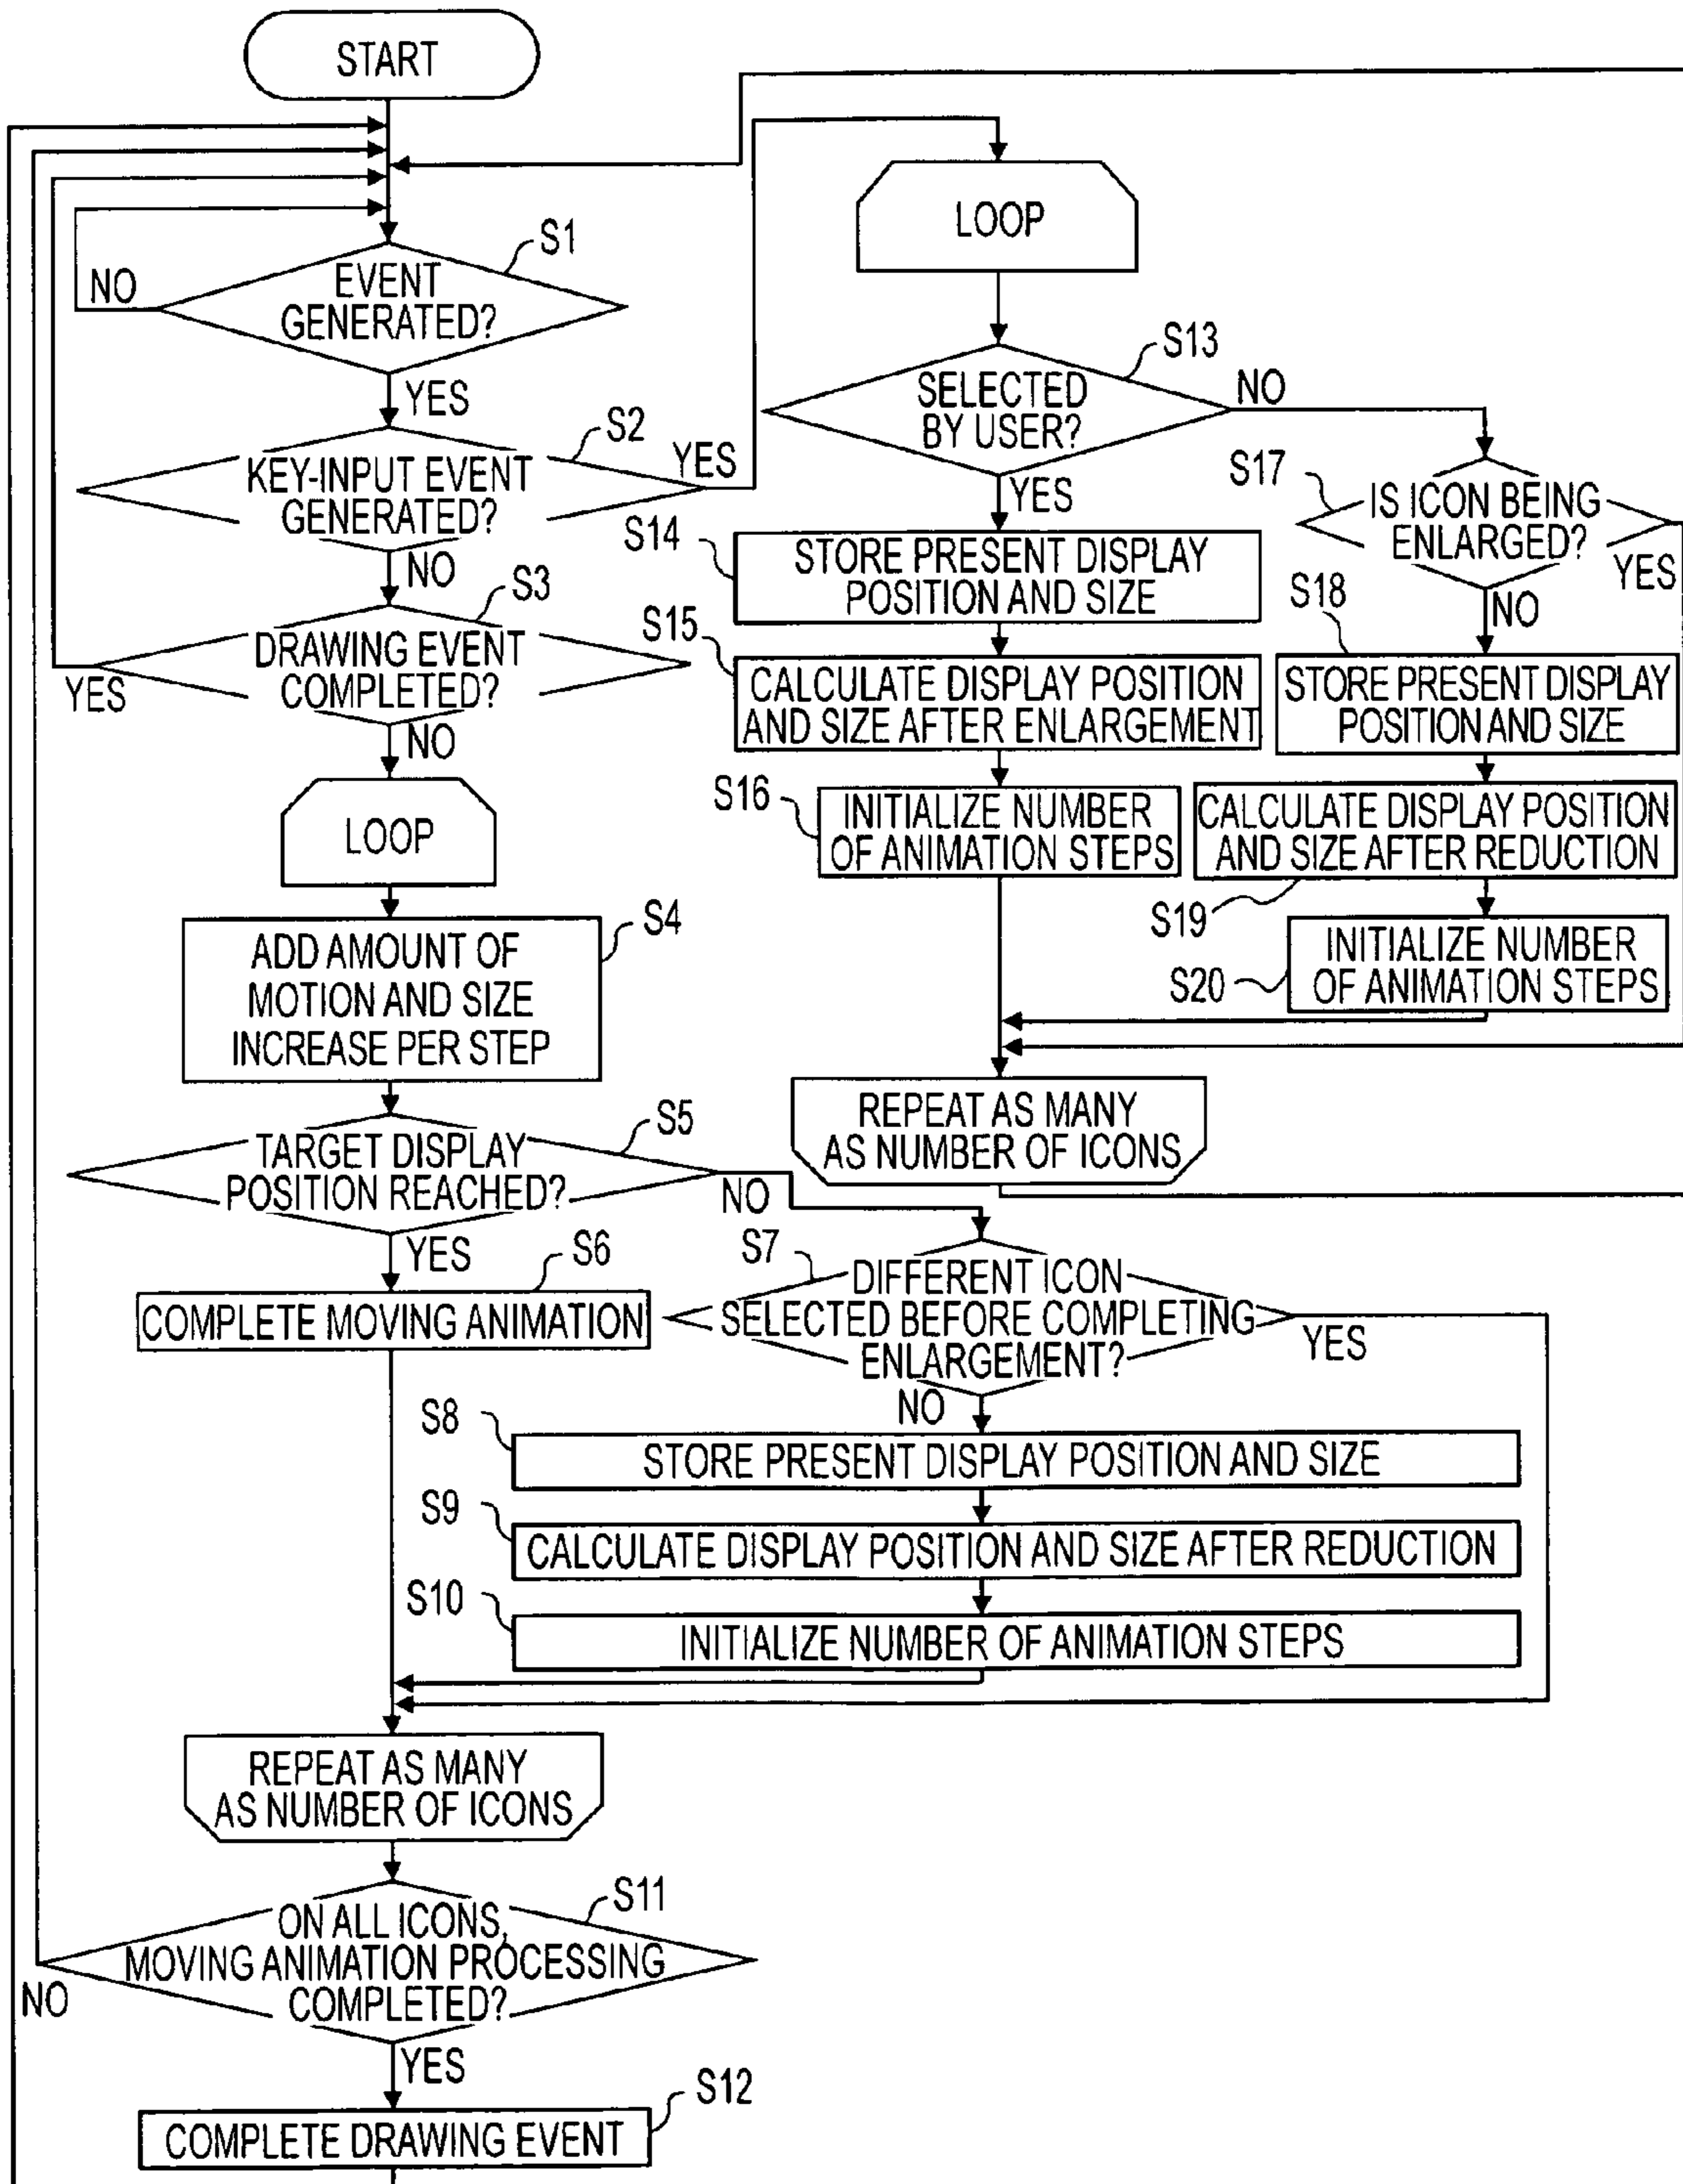 START
S1
EVENT
GENERATED?
NO
YES
S2
KEY-INPUT EVENT
GENERATED?
YES
NO
S3
DRAWING EVENT
COMPLETED?
YES
NO
LOOP
S4
ADD AMOUNT OF
MOTION AND SIZE
INCREASE PER STEP
S5
TARGET DISPLAY
POSITION REACHED?
NO
YES
S6
COMPLETE MOVING ANIMATION
S7
DIFFERENT ICON
SELECTED BEFORE COMPLETING
ENLARGEMENT?
YES
NO
S8
STORE PRESENT DISPLAY POSITION AND SIZE
S9
CALCULATE DISPLAY POSITION AND SIZE AFTER REDUCTION
S10
INITIALIZE NUMBER OF ANIMATION STEPS
REPEAT AS MANY
AS NUMBER OF ICONS
S11
ON ALL ICONS,
MOVING ANIMATION PROCESSING
COMPLETED?
NO
YES
S12
COMPLETE DRAWING EVENT
LOOP
S13
SELECTED
BY USER?
NO
YES
S14
STORE PRESENT DISPLAY
POSITION AND SIZE
S15
CALCULATE DISPLAY POSITION
AND SIZE AFTER ENLARGEMENT
S16
INITIALIZE NUMBER
OF ANIMATION STEPS
S17
IS ICON BEING
ENLARGED?
YES
NO
S18
STORE PRESENT DISPLAY
POSITION AND SIZE
CALCULATE DISPLAY POSITION
AND SIZE AFTER REDUCTION
S19
INITIALIZE NUMBER
OF ANIMATION STEPS
S20
REPEAT AS MANY
AS NUMBER OF ICONS